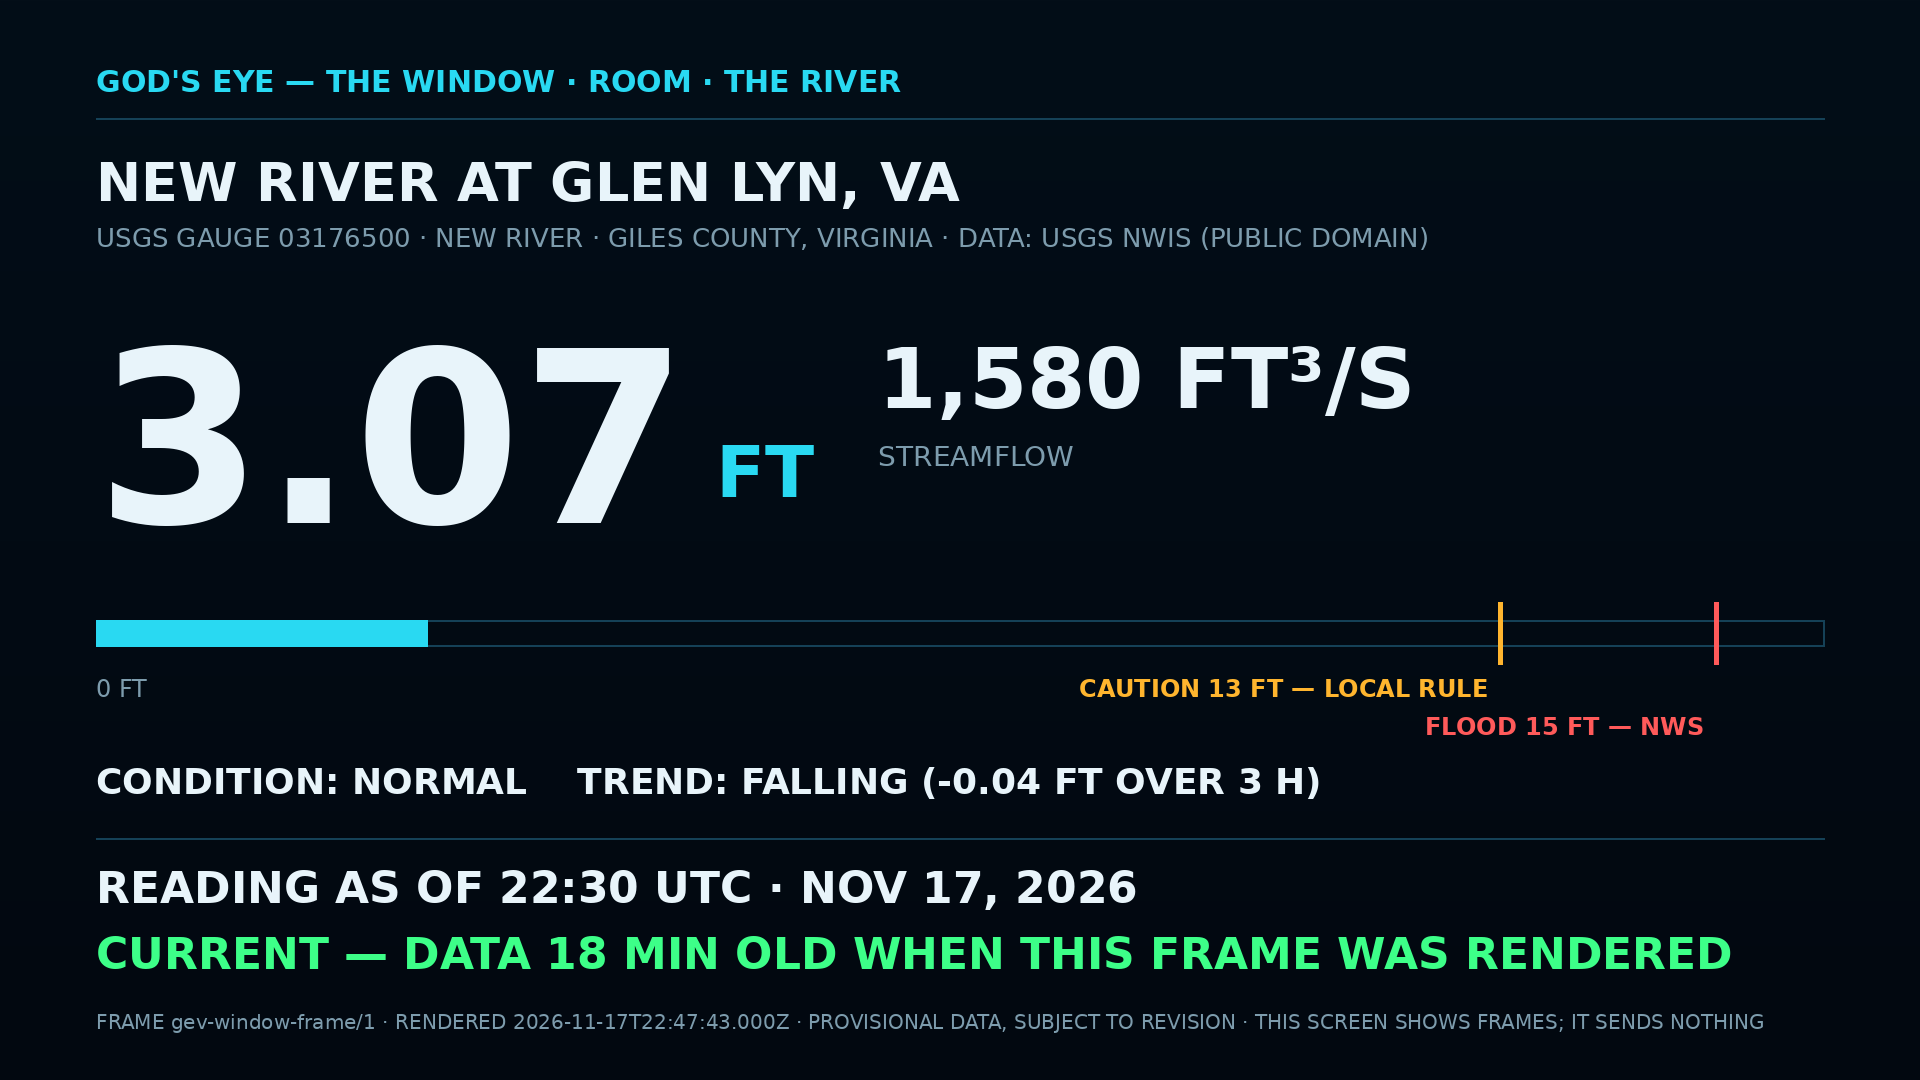 GOD'S EYE — THE WINDOW · ROOM · THE RIVER
NEW RIVER AT GLEN LYN, VA
USGS GAUGE 03176500 · NEW RIVER · GILES COUNTY, VIRGINIA · DATA: USGS NWIS (PUBLIC DOMAIN)
3.07 FT
1,580 FT³/S
STREAMFLOW
0 FT
CAUTION 13 FT — LOCAL RULE
FLOOD 15 FT — NWS
CONDITION: NORMAL TREND: FALLING (-0.04 FT OVER 3 H)
READING AS OF 22:30 UTC · NOV 17, 2026
CURRENT — DATA 18 MIN OLD WHEN THIS FRAME WAS RENDERED
FRAME gev-window-frame/1 · RENDERED 2026-11-17T22:47:43.000Z · PROVISIONAL DATA, SUBJECT TO REVISION · THIS SCREEN SHOWS FRAMES; IT SENDS NOTHING